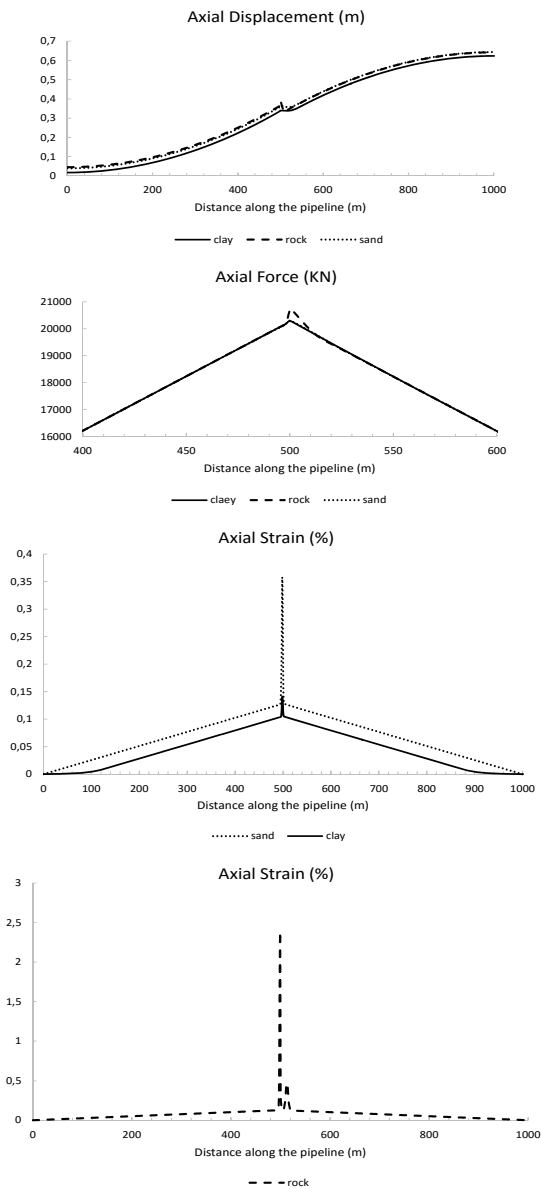 Axial Displacement (m)
0,7
0,6
0,5
0,4
0,3
0,2
0,1
0
0 200 400 600 800 1000
Distance along the pipeline (m)
clay rock sand
Axial Force (KN)
21000
20000
19000
18000
17000
16000
400 450 500 550 600
Distance along the pipeline (m)
claey rock sand
Axial Strain (%)
0,4
0,35
0,3
0,25
0,2
0,15
0,1
0,05
0
0 100 200 300 400 500 600 700 800 900 1000
Distance along the pipeline (m)
sand clay
Axial Strain (%)
3
2,5
2
1,5
1
0,5
0
0 200 400 600 800 1000
Distance along the pipeline (m)
rock